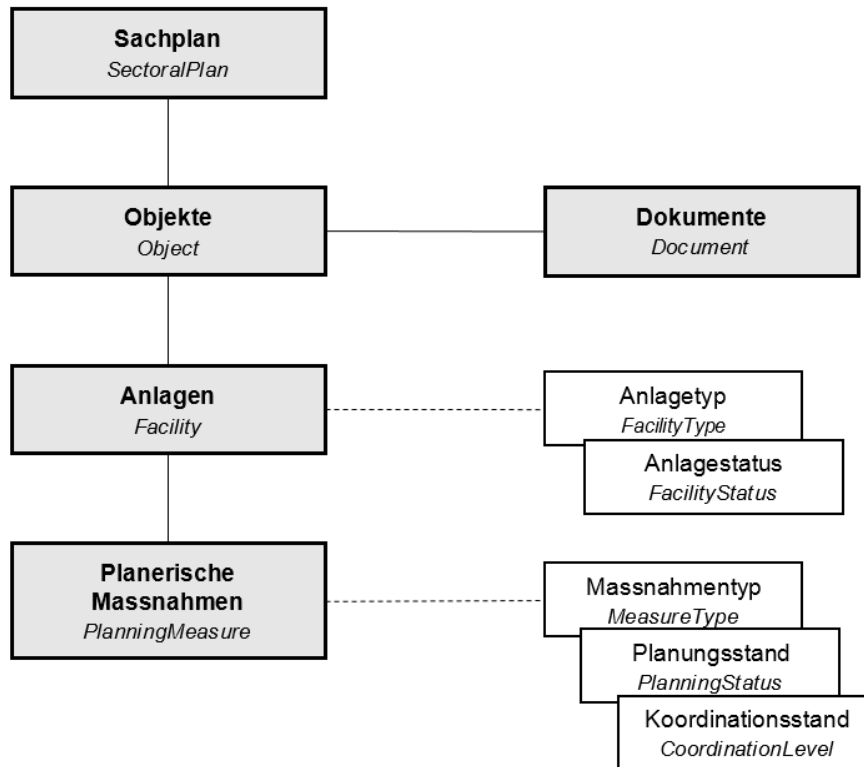 Sachplan
SectoralPlan
Objekte
Object
Dokumente
Document
Anlagen
Facility
Anlagetyp
FacilityType
Anlagestatus
FacilityStatus
Planerische
Massnahmen
PlanningMeasure
Massnahmentyp
MeasureType
Planungsstand
PlanningStatus
Koordinationsstand
CoordinationLevel